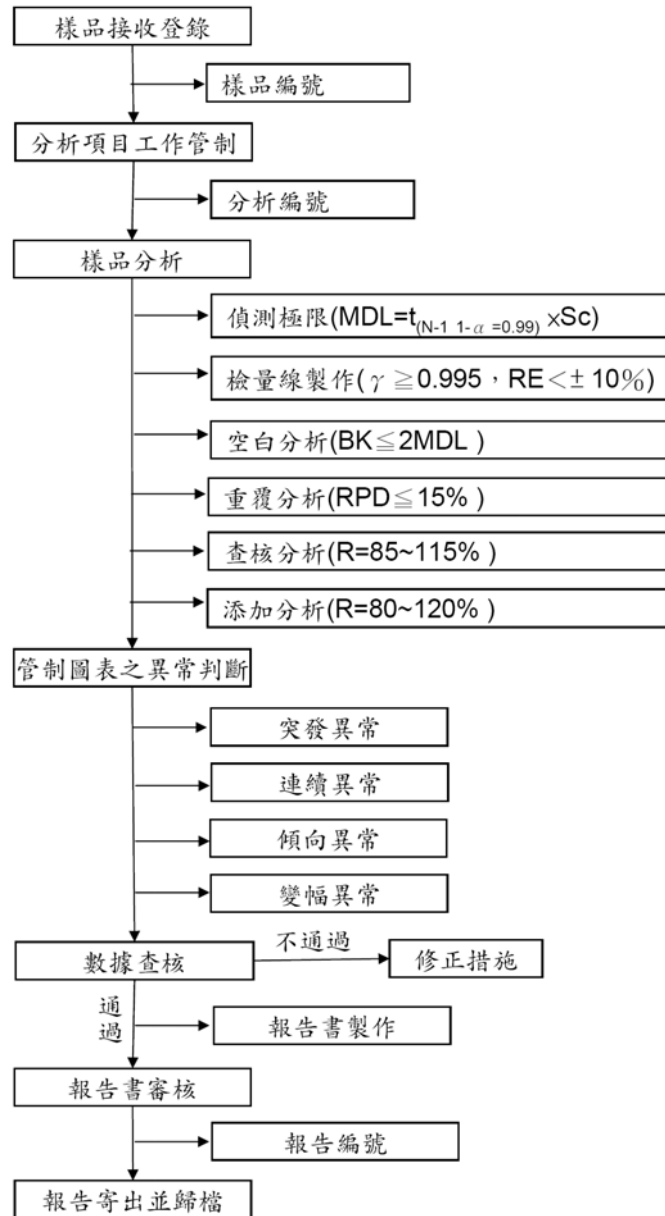 樣品接收登錄
樣品編號
分析項目工作管制
分析編號
樣品分析
偵測極限(MDL=t(N-1 1-α =0.99) ×Sc)
檢量線製作(γ≧0.995,RE<± 10%)
空白分析(BK≦2MDL )
重覆分析(RPD≦15% )
查核分析(R=85~115% )
添加分析(R=80~120% )
管制圖表之異常判斷
突發異常
連續異常
傾向異常
變幅異常
不通過
數據查核
修正措施
通過
報告書製作
報告書審核
報告編號
報告寄出並歸檔